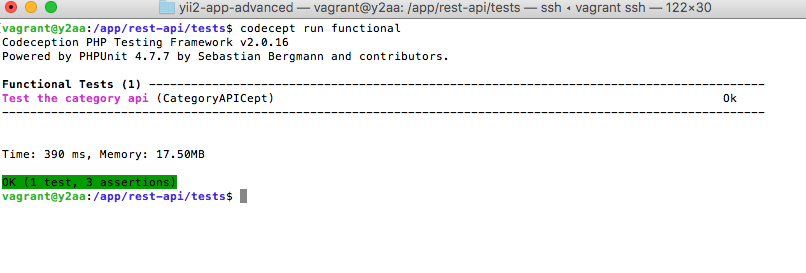 yii2-app-advanced — vagrant@y2aa: /app/rest-api/tests — ssh ◂ vagrant ssh — 122×30
[vagrant@y2aa:/app/rest-api/tests$ codecept run functional
Codeception PHP Testing Framework v2.0.16
Powered by PHPUnit 4.7.7 by Sebastian Bergmann and contributors.
Functional Tests (1) ----------------------------------------------------------------------------------------
Test the category api (CategoryAPICept) Ok
-------------------------------------------------------------------------------------------------------------
Time: 390 ms, Memory: 17.50MB
OK (1 test, 3 assertions)
vagrant@y2aa:/app/rest-api/tests$